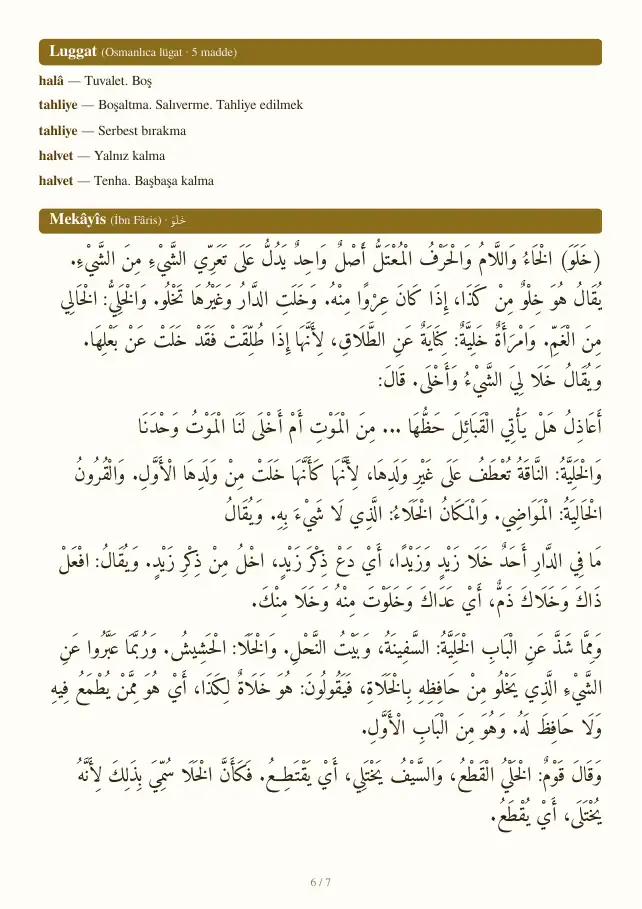 Luggat (Osmanlıca lügat · 5 madde)
halâ — Tuvalet. Boş
tahliye — Boşaltma. Salıverme. Tahliye edilmek
tahliye — Serbest bırakma
halvet — Yalnız kalma
halvet — Tenha. Başbaşa kalma
Mekâyîs (İbn Fâris) · خَلَوَ
(خَلَوَ) الْخَاءُ وَاللَّامُ وَالْحَرْفُ الْمُعْتَلُّ أَصْلٌ وَاحِدٌ يَدُلُّ عَلَى تَعَرِّي الشَّيْءِ مِنَ الشَّيْءِ.
يُقَالُ هُوَ خِلْوٌ مِنْ كَذَا، إِذَا كَانَ عِرْوًا مِنْهُ. وَخَلَتِ الدَّارُ وَغَيْرُهَا تَخْلُو. وَالْخَلِيُّ: الْخَالِي
مِنَ الْغَمِّ. وَامْرَأَةٌ خَلِيَّةٌ: كِنَايَةٌ عَنِ الطَّلَاقِ، لِأَنَّهَا إِذَا طُلِّقَتْ فَقَدْ خَلَتْ عَنْ بَعْلِهَا.
وَيُقَالُ خَلَا لِيَ الشَّيْءُ وَأَخْلَى. قَالَ:
أَعَاذِلُ هَلْ يَأْتِي الْقَبَائِلَ حَظُّهَا ... مِنَ الْمَوْتِ أَمْ أَخْلَى لَنَا الْمَوْتُ وَحْدَنَا
وَالْخَلِيَّةُ: النَّاقَةُ تُعْطَفُ عَلَى غَيْرِ وَلَدِهَا، لِأَنَّهَا كَأَنَّهَا خَلَتْ مِنْ وَلَدِهَا الْأَوَّلِ. وَالْقُرُونُ
الْخَالِيَةُ: الْمَوَاضِي. وَالْمَكَانُ الْخَلَاءُ: الَّذِي لَا شَيْءَ بِهِ. وَيُقَالُ
مَا فِي الدَّارِ أَحَدٌ خَلَا زَيْدٍ وَزَيْدًا، أَيْ دَعْ ذِكْرَ زَيْدٍ، اخْلُ مِنْ ذِكْرِ زَيْدٍ. وَيُقَالُ: افْعَلْ
ذَاكَ وَخَلَاكَ ذَمٌّ، أَيْ عَدَاكَ وَخَلَوْتَ مِنْهُ وَخَلَا مِنْكَ.
وَمِمَّا شَذَّ عَنِ الْبَابِ الْخَلِيَّةُ: السَّفِينَةُ، وَبَيْتُ النَّحْلِ. وَالْخَلَا: الْحَشِيشُ. وَرُبَّمَا عَبَّرُوا عَنِ
الشَّيْءِ الَّذِي يَخْلُو مِنْ حَافِظِهِ بِالْخَلَاةِ، فَيَقُولُونَ: هُوَ خَلَاةٌ لِكَذَا، أَيْ هُوَ مِمَّنْ يُطْمَعُ فِيهِ
وَلَا حَافِظَ لَهُ. وَهُوَ مِنَ الْبَابِ الْأَوَّلِ.
وَقَالَ قَوْمٌ: الْخَلْيُ الْقَطْعُ، وَالسَّيْفُ يَخْتَلِي، أَيْ يَقْتَطِعُ. فَكَأَنَّ الْخَلَا سُمِّيَ بِذَلِكَ لِأَنَّهُ
يُخْتَلَى، أَيْ يُقْطَعُ.
6 / 7